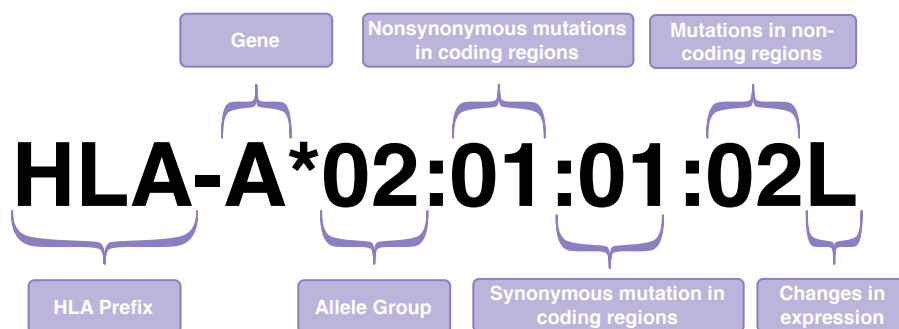 Gene
Nonsynonymous mutations
in coding regions
Mutations in non-
coding regions
HLA-A*02:01:01:02L
HLA Prefix
Allele Group
Synonymous mutation in
coding regions
Changes in
expression